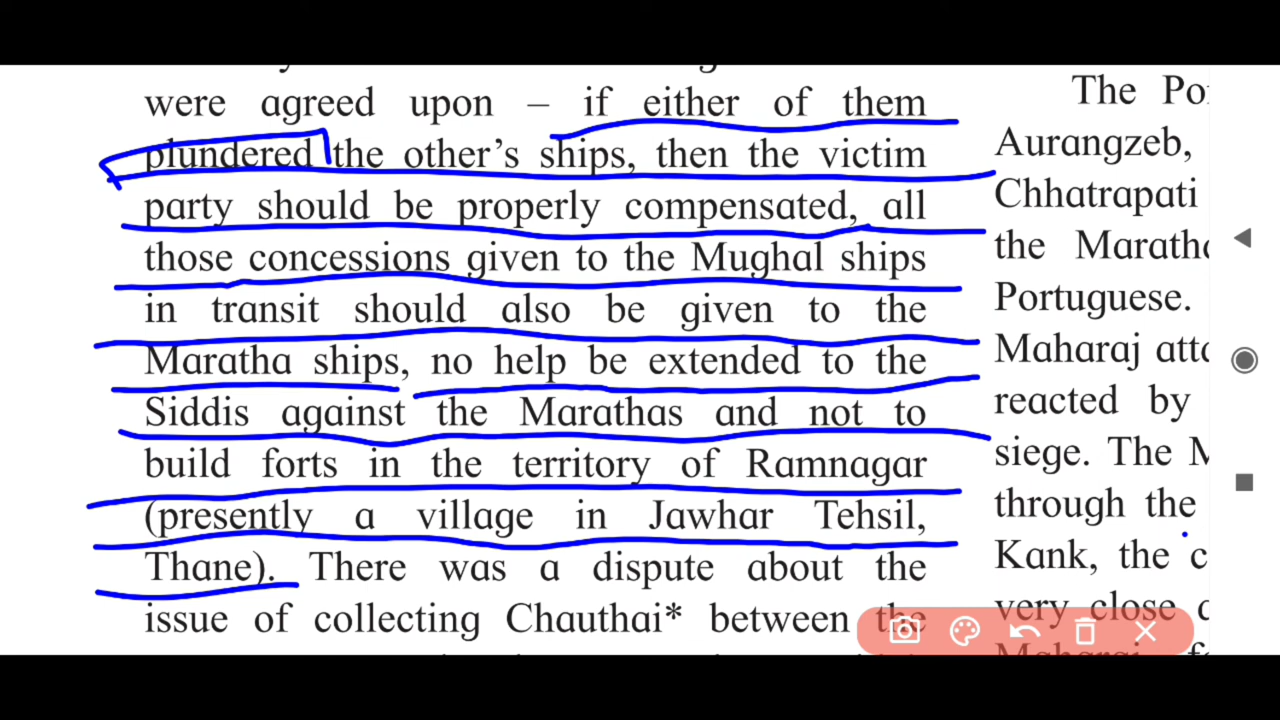 were agreed upon – if either of them
plundered the other's ships, then the victim
party should be properly compensated, all
those concessions given to the Mughal ships
in transit should also be given to the
Maratha ships, no help be extended to the
Siddis against the Marathas and not to
build forts in the territory of Ramnagar
(presently a village in Jawhar Tehsil,
Thane). There was a dispute about the
issue of collecting Chauthai* between the
The
Aurangzeb,
Chhatrapati
the
Portuguese.
Maharaj
reacted by
siege. The
through the
Kank, the
very close